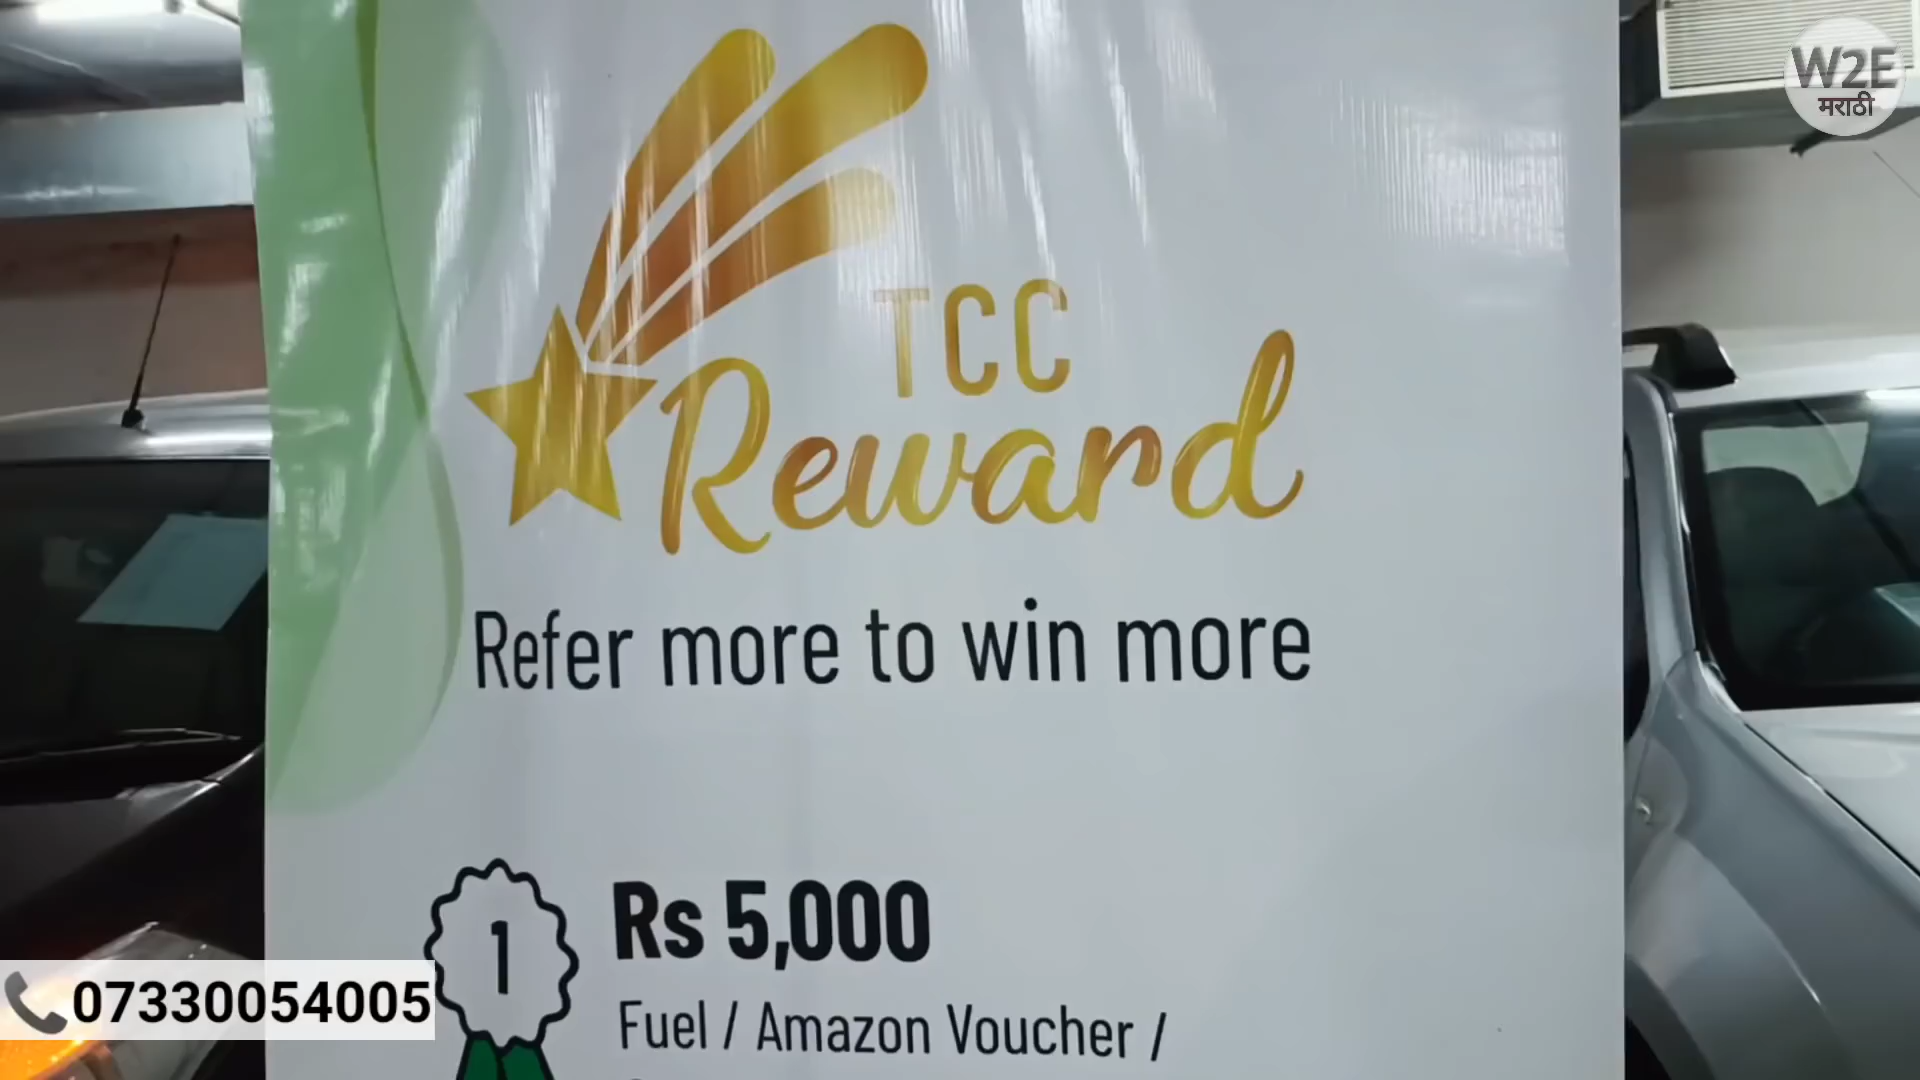 W2E
मराठी
TCC
Reward
Refer more to win more
1
Rs 5,000
Fuel / Amazon Voucher /
07330054005